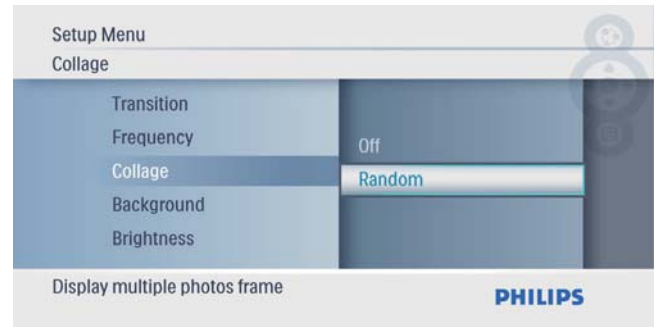 Setup Menu
Collage
Transition
Frequency
Collage
Background
Brightness
Off
Random
Display multiple photos frame
PHILIPS